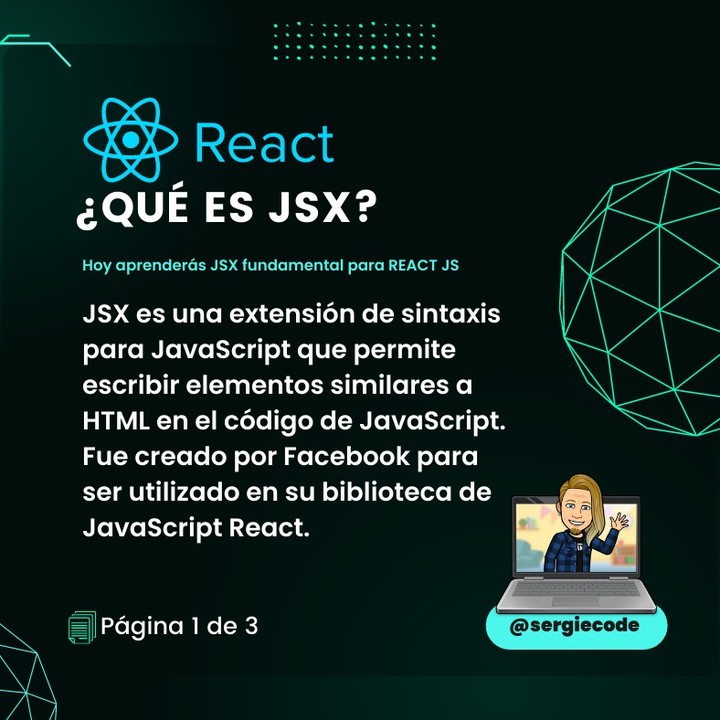 React
¿QUÉ ES JSX?
Hoy aprenderás JSX fundamental para REACT JS
JSX es una extensión de sintaxis
para JavaScript que permite
escribir elementos similares a
HTML en el código de JavaScript.
Fue creado por Facebook para
ser utilizado en su biblioteca de
JavaScript React.
Página 1 de 3
@sergiecode